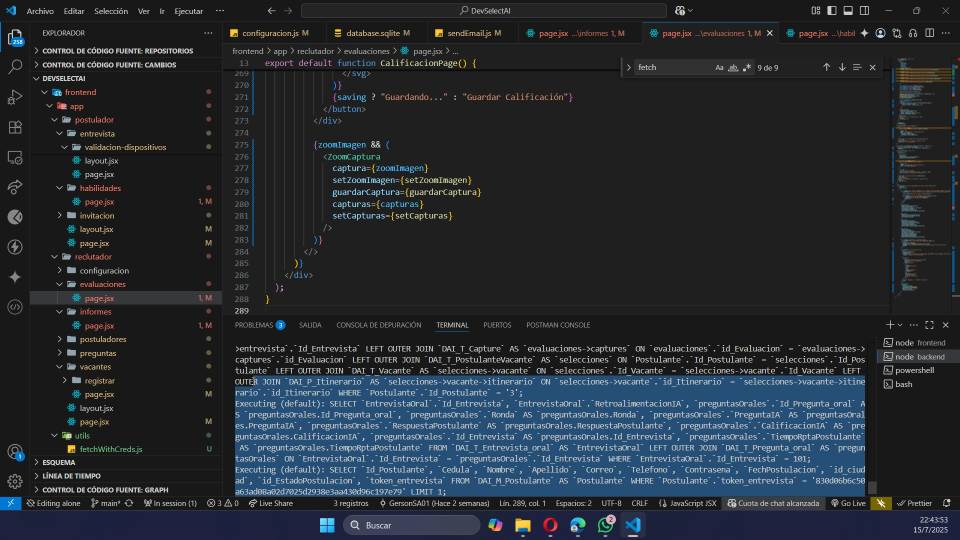 Archivo Editar Selección Ver Ir Ejecutar ···
DevSelectAI
EXPLORADOR
CONTROL DE CÓDIGO FUENTE: REPOSITORIOS
CONTROL DE CÓDIGO FUENTE: CAMBIOS
DEVSELECTAI
frontend
app
postulador
entrevista
validacion-dispositivos
layout.jsx
page.jsx
habilidades
page.jsx 1, M
invitacion
layout.jsx M
page.jsx M
reclutador
configuracion
evaluaciones
page.jsx 1, M
informes
page.jsx 1, M
postuladores
preguntas
vacantes
registrar
page.jsx M
layout.jsx
page.jsx M
utils
fetchWithCreds.js U
ESQUEMA
LÍNEA DE TIEMPO
CONTROL DE CÓDIGO FUENTE: GRAPH
configuracion.js M
database.sqlite M
sendEmail.js M
page.jsx ...\informes 1, M
page.jsx ...\evaluaciones 1, M
page.jsx ...\habil
frontend > app > reclutador > evaluaciones > page.jsx > ...
13 export default function CalificacionPage() {
fetch
9 de 9
269 </svg>
270 )}
271 {saving ? "Guardando..." : "Guardar Calificación"}
272 </button>
273 </div>
274
275 {zoomImagen && (
276 <ZoomCaptura
277 captura={zoomImagen}
278 setZoomImagen={setZoomImagen}
279 guardarCaptura={guardarCaptura}
280 capturas={capturas}
281 setCapturas={setCapturas}
282 />
283 )}
284 </>
285 )}
286 </div>
287 );
288 }
289
PROBLEMAS 3 SALIDA CONSOLA DE DEPURACIÓN TERMINAL PUERTOS POSTMAN CONSOLE
>entrevista`.`Id_Entrevista` LEFT OUTER JOIN `DAI_T_Capture` AS `evaluaciones->captures` ON `evaluaciones`.`id_Evaluacion` = `evaluaciones->
captures`.`id_Evaluacion` LEFT OUTER JOIN `DAI_T_PostulanteVacante` AS `selecciones` ON `Postulante`.`Id_Postulante` = `selecciones`.`Id_Pos
tulante` LEFT OUTER JOIN `DAI_T_Vacante` AS `selecciones->vacante` ON `selecciones`.`Id_Vacante` = `selecciones->vacante`.`Id_Vacante` LEFT
OUTER JOIN `DAI_P_Itinerario` AS `selecciones->vacante->itinerario` ON `selecciones->vacante`.`id_Itinerario` = `selecciones->vacante->itine
rario`.`id_Itinerario` WHERE `Postulante`.`Id_Postulante` = '3';
Executing (default): SELECT `EntrevistaOral`.`Id_Entrevista`, `EntrevistaOral`.`RetroalimentacionIA`, `preguntasOrales`.`Id_Pregunta_oral` A
S `preguntasOrales.Id_Pregunta_oral`, `preguntasOrales`.`Ronda` AS `preguntasOrales.Ronda`, `preguntasOrales`.`PreguntaIA` AS `preguntasOral
es.PreguntaIA`, `preguntasOrales`.`RespuestaPostulante` AS `preguntasOrales.RespuestaPostulante`, `preguntasOrales`.`CalificacionIA` AS `pre
guntasOrales.CalificacionIA`, `preguntasOrales`.`Id_Entrevista` AS `preguntasOrales.Id_Entrevista`, `preguntasOrales`.`TiempoRptaPostulante`
AS `preguntasOrales.TiempoRptaPostulante` FROM `DAI_T_Entrevista_oral` AS `EntrevistaOral` LEFT OUTER JOIN `DAI_T_Pregunta_oral` AS `pregun
tasOrales` ON `EntrevistaOral`.`Id_Entrevista` = `preguntasOrales`.`Id_Entrevista` WHERE `EntrevistaOral`.`Id_Entrevista` = 101;
Executing (default): SELECT `Id_Postulante`, `Cedula`, `Nombre`, `Apellido`, `Correo`, `Telefono`, `Contrasena`, `FechPostulacion`, `id_ciud
ad`, `id_EstadoPostulacion`, `token_entrevista` FROM `DAI_M_Postulante` AS `Postulante` WHERE `Postulante`.`token_entrevista` = '830d06b6c50
a63ad08a02d7025d2938e3aa430d96c197e79' LIMIT 1;
node frontend
node backend
powershell
bash
Editing alone main* In session (1) 3 0 Live Share 3 registros GersonSA01 (Hace 2 semanas) Lín. 289, col. 1 Espacios: 2 UTF-8 CRLF JavaScript JSX Cuota de chat alcanzada Go Live Prettier
Buscar
22:43:53
15/7/2025